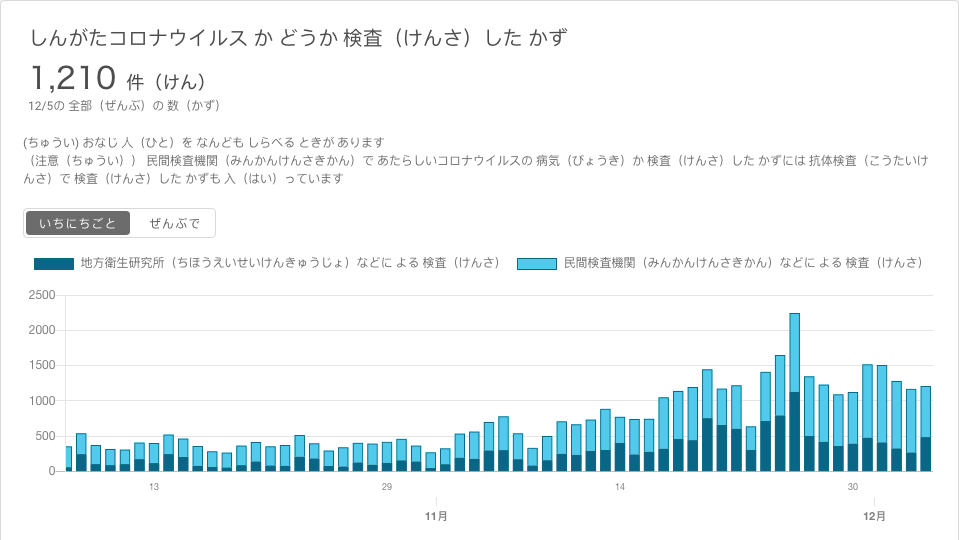 しんがたコロナウイルス か どうか 検査（けんさ）した かず
1,210 件（けん）
12/5の 全部（ぜんぶ）の 数（かず）
(ちゅうい) おなじ 人（ひと）を なんども しらべる ときが あります
（注意（ちゅうい）） 民間検査機関（みんかんけんさきかん）で あたらしいコロナウイルスの 病気（びょうき）か 検査（けんさ）した かずには 抗体検査（こうたいけ
んさ）で 検査（けんさ）した かずも 入（はい）っています
いちにちごと ぜんぶで
地方衛生研究所（ちほうえいせいけんきゅうじょ）などに よる 検査（けんさ） 民間検査機関（みんかんけんさきかん）などに よる 検査（けんさ）
2500
2000
1500
1000
500
0
13 29 14 30
11月 12月